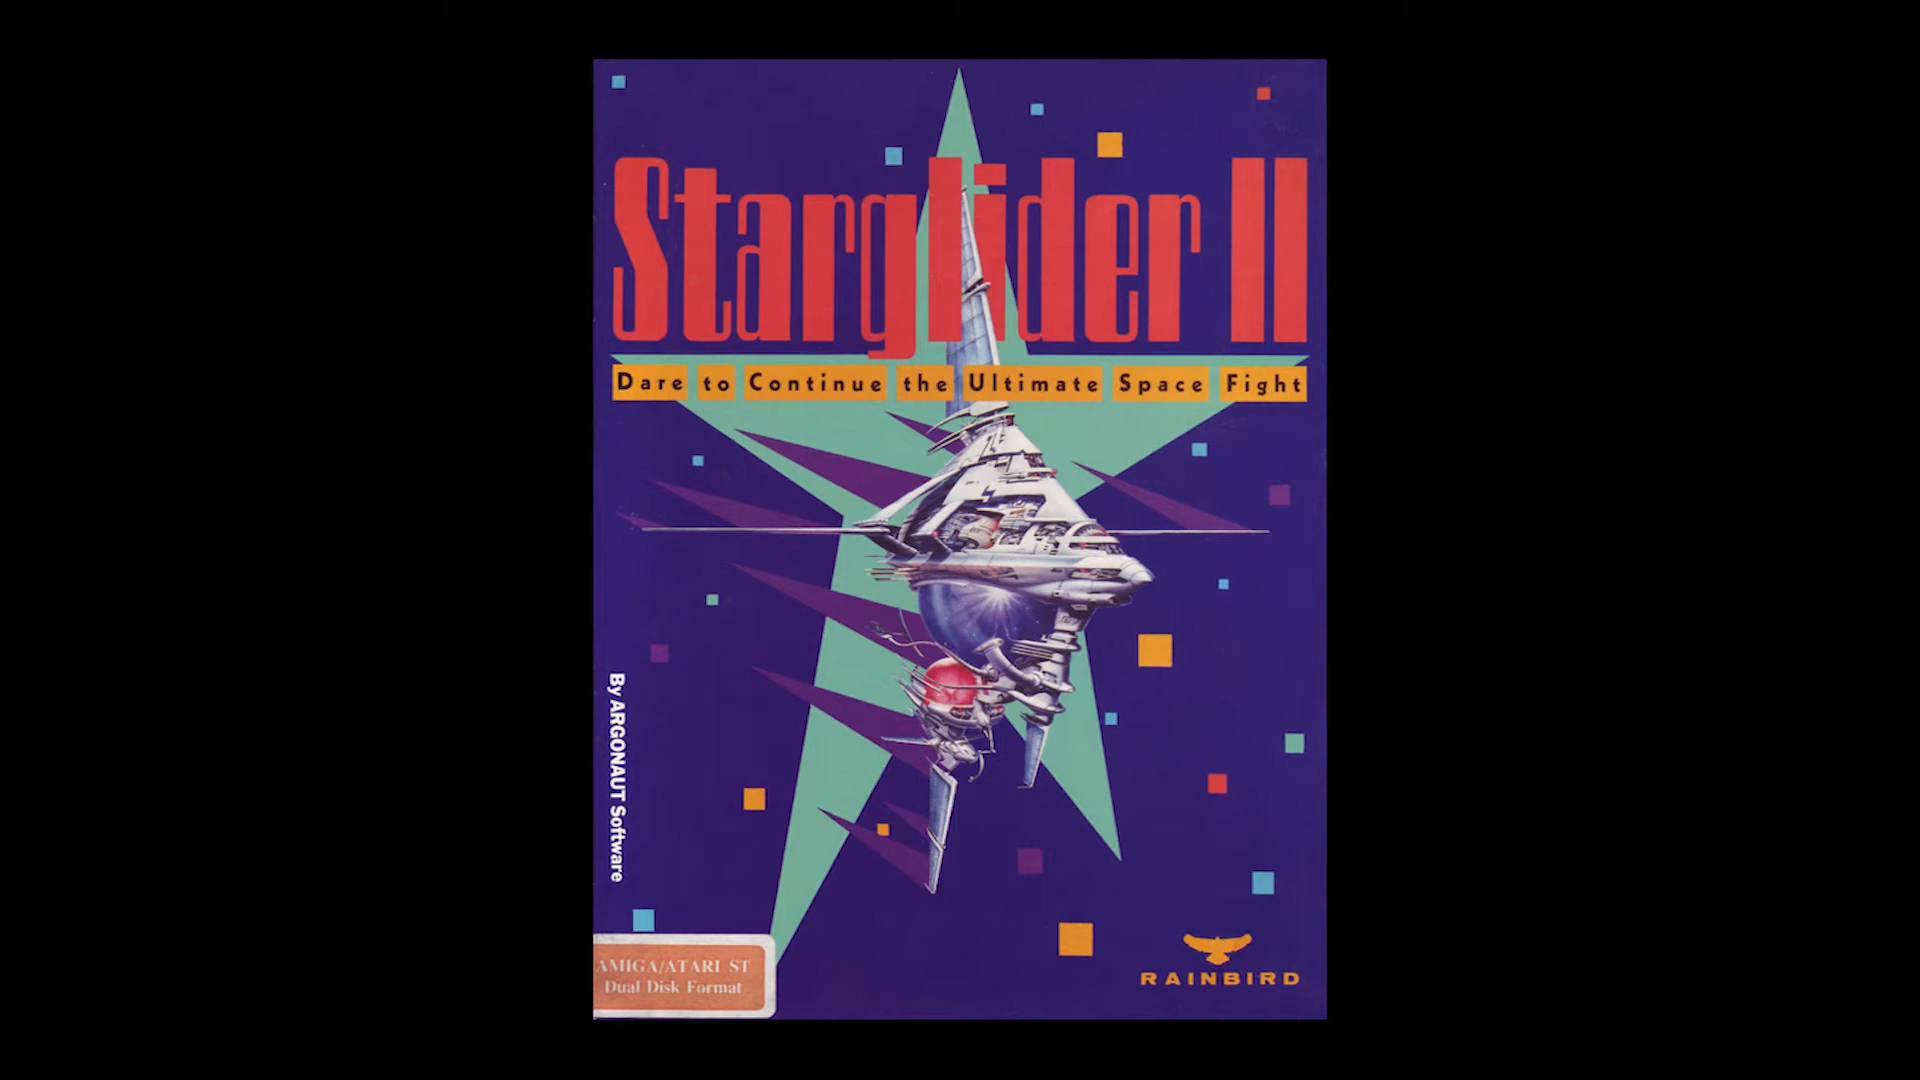 Starglider II
Dare to Continue the Ultimate Space Fight
By ARGONAUT Software
AMIGA/ATARI ST
Dual Disk Format
RAINBIRD